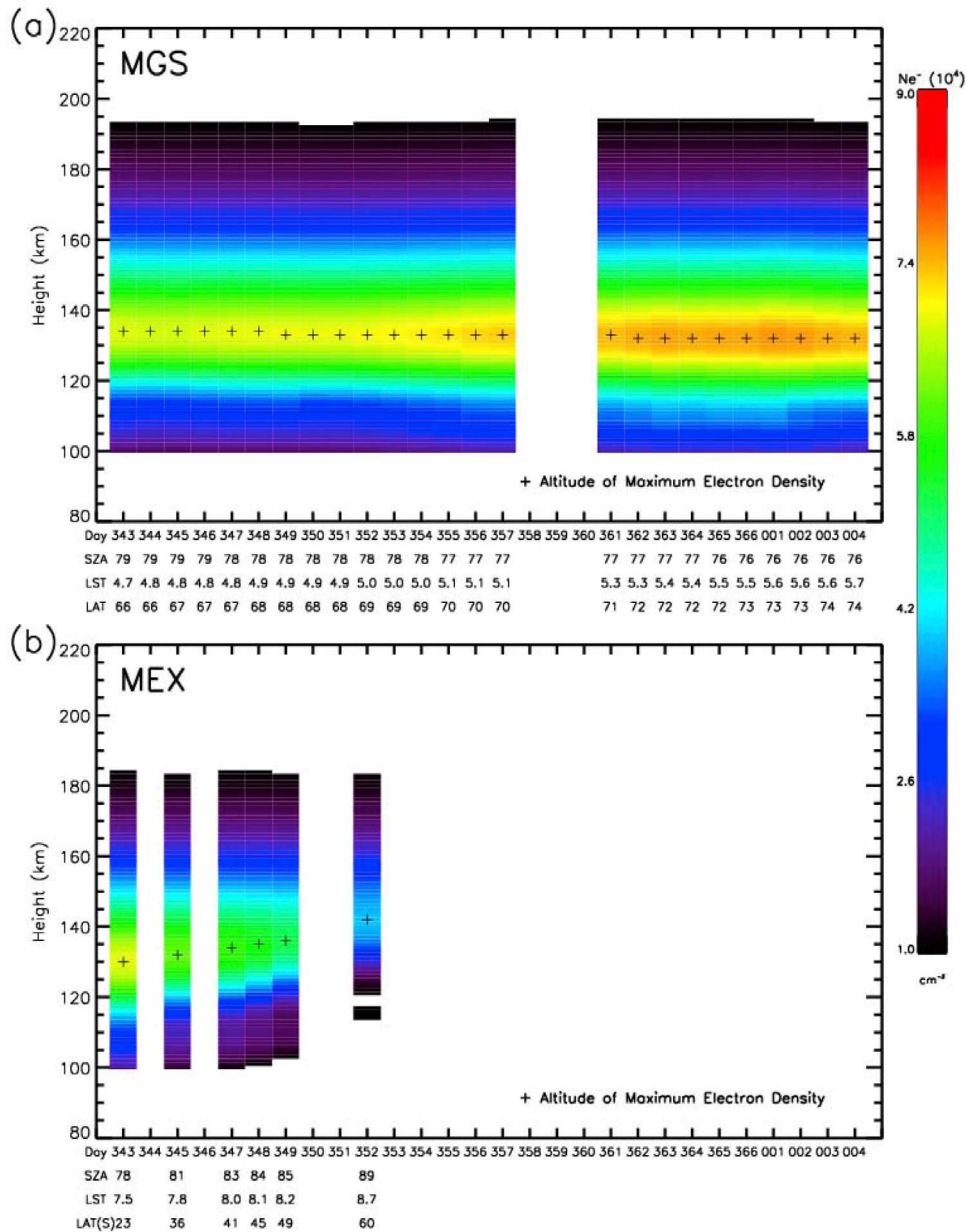 (a)
MGS
220
200
180
160
140
120
100
80
Height (km)
+ Altitude of Maximum Electron Density
Day 343 344 345 346 347 348 349 350 351 352 353 354 355 356 357 358 359 360 361 362 363 364 365 366 001 002 003 004
SZA 79 79 79 79 78 78 78 78 78 78 78 78 77 77 77 77 77 77 77 76 76 76 76 76 76
LST 4.7 4.8 4.8 4.8 4.8 4.9 4.9 4.9 4.9 5.0 5.0 5.0 5.1 5.1 5.1 5.3 5.3 5.4 5.4 5.5 5.5 5.6 5.6 5.6 5.7
LAT 66 66 67 67 67 68 68 68 68 69 69 69 70 70 70 71 72 72 72 72 73 73 73 74 74
Ne⁻ (10⁴)
9.0
7.4
5.8
4.2
2.6
1.0
cm⁻³
(b)
MEX
220
200
180
160
140
120
100
80
Height (km)
+ Altitude of Maximum Electron Density
Day 343 344 345 346 347 348 349 350 351 352 353 354 355 356 357 358 359 360 361 362 363 364 365 366 001 002 003 004
SZA 78 81 83 84 85 89
LST 7.5 7.8 8.0 8.1 8.2 8.7
LAT(S)23 36 41 45 49 60